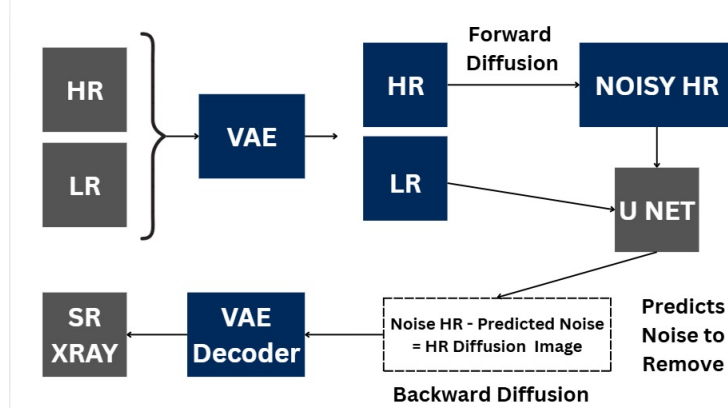 HR
LR
VAE
HR
LR
Forward
Diffusion
NOISY HR
U NET
Predicts
Noise to
Remove
Noise HR - Predicted Noise
= HR Diffusion Image
Backward Diffusion
VAE
Decoder
SR
XRAY